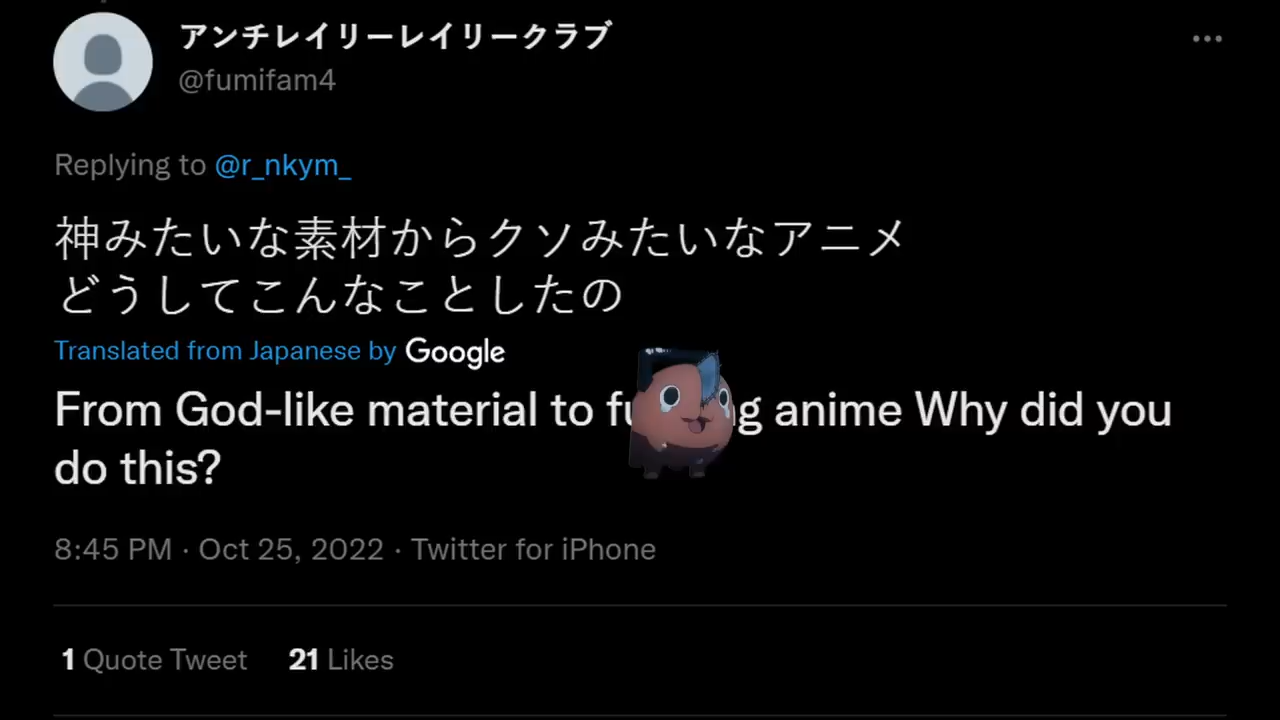 アンチレイリーレイリークラブ
@fumifam4
Replying to @r_nkym_
神みたいな素材からクソみたいなアニメ
どうしてこんなことしたの
Translated from Japanese by Google
From God-like material to anime Why did you
do this?
8:45 PM · Oct 25, 2022 · Twitter for iPhone
1 Quote Tweet 21 Likes